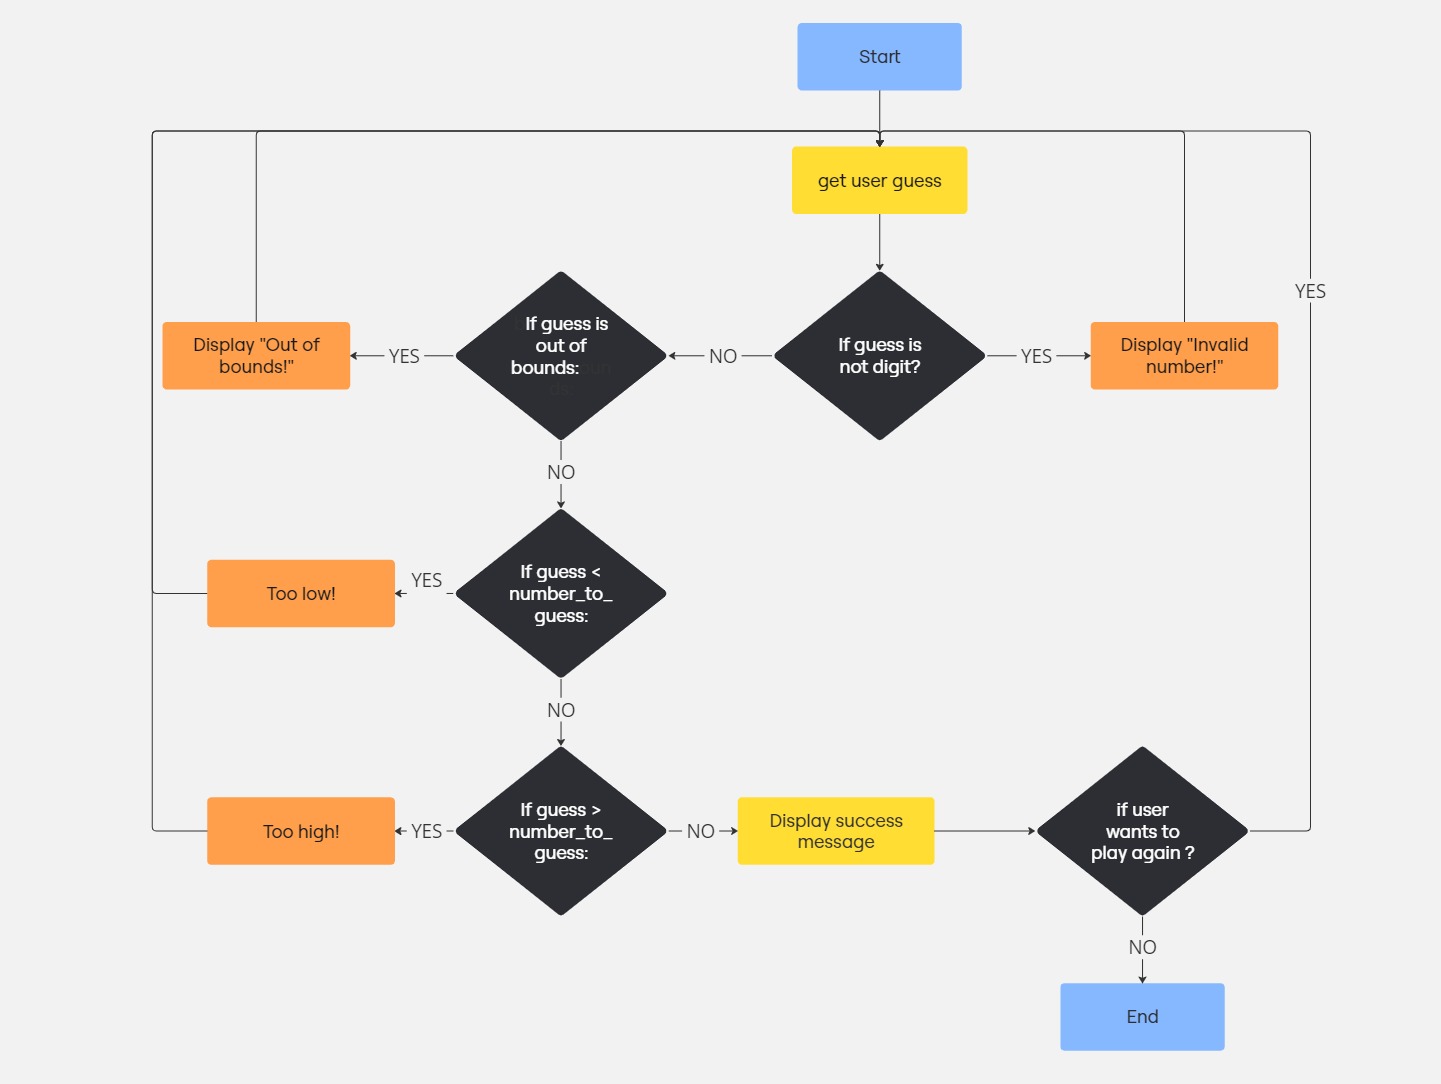 Start
get user guess
YES
Display "Out of
bounds!"
YES
If guess is
out of
bounds:
NO
If guess is
not digit?
YES
Display "Invalid
number!"
NO
Too low!
YES
If guess <
number_to_
guess:
NO
Too high!
YES
If guess >
number_to_
guess:
NO
Display success
message
if user
wants to
play again ?
NO
End